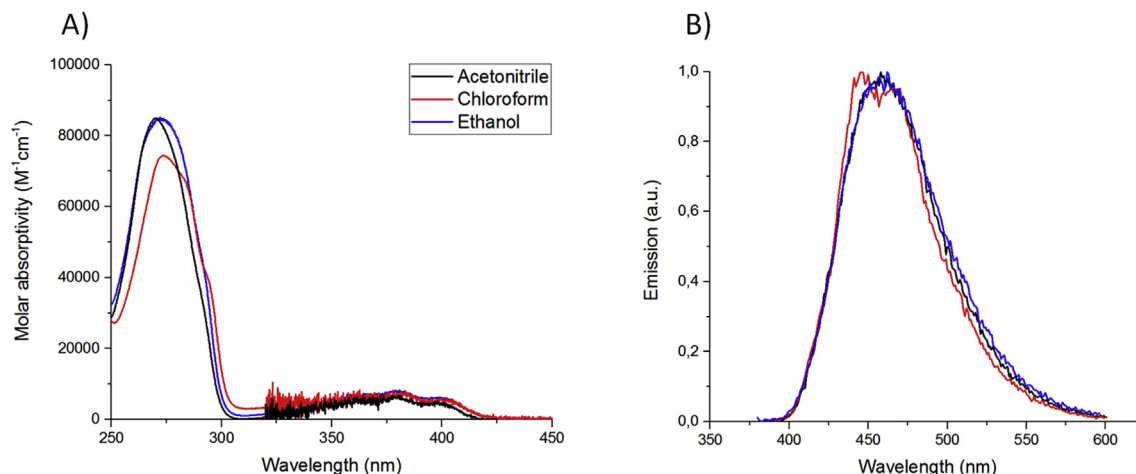 A)
100000
80000
60000
40000
20000
0
Molar absorptivity (M⁻¹cm⁻¹)
250
300
350
400
450
Wavelength (nm)
Acetonitrile
Chloroform
Ethanol
B)
1,0
0,8
0,6
0,4
0,2
0,0
Emission (a.u.)
350
400
450
500
550
600
Wavelength (nm)